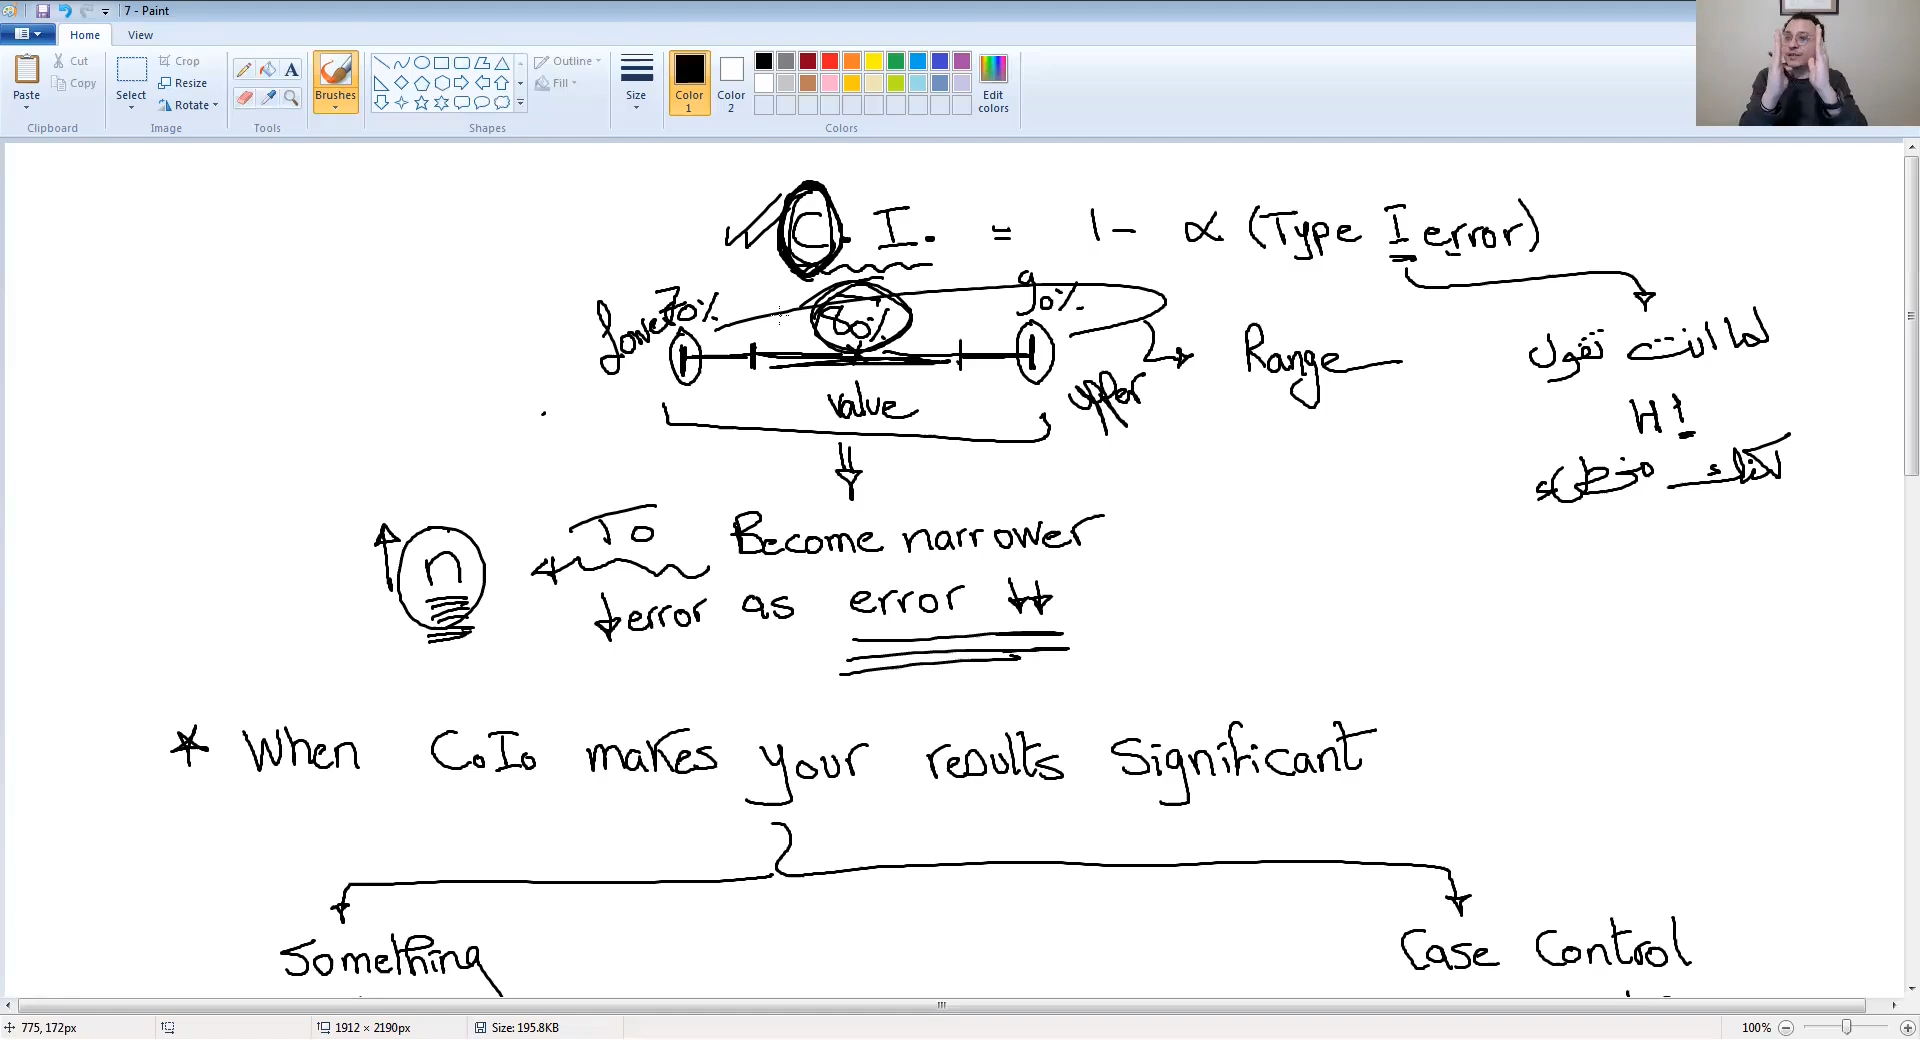 7 - Paint
Home View
Paste Cut Copy Clipboard
Select Crop Resize Rotate Image
A Tools
Brushes
Outline Fill Shapes
Size
Color 1 Color 2 Edit colors Colors
C. I. = 1 - α (Type I error)
Lower 70% 80% 90%
Range
لما انت تقول
value upper
H1
لكنك مخطىء
n To Become narrower
↓error as error ↓↓
* When C.I. makes your results significant
Something Case Control
775, 172px 1912 × 2190px Size: 195.8KB 100%